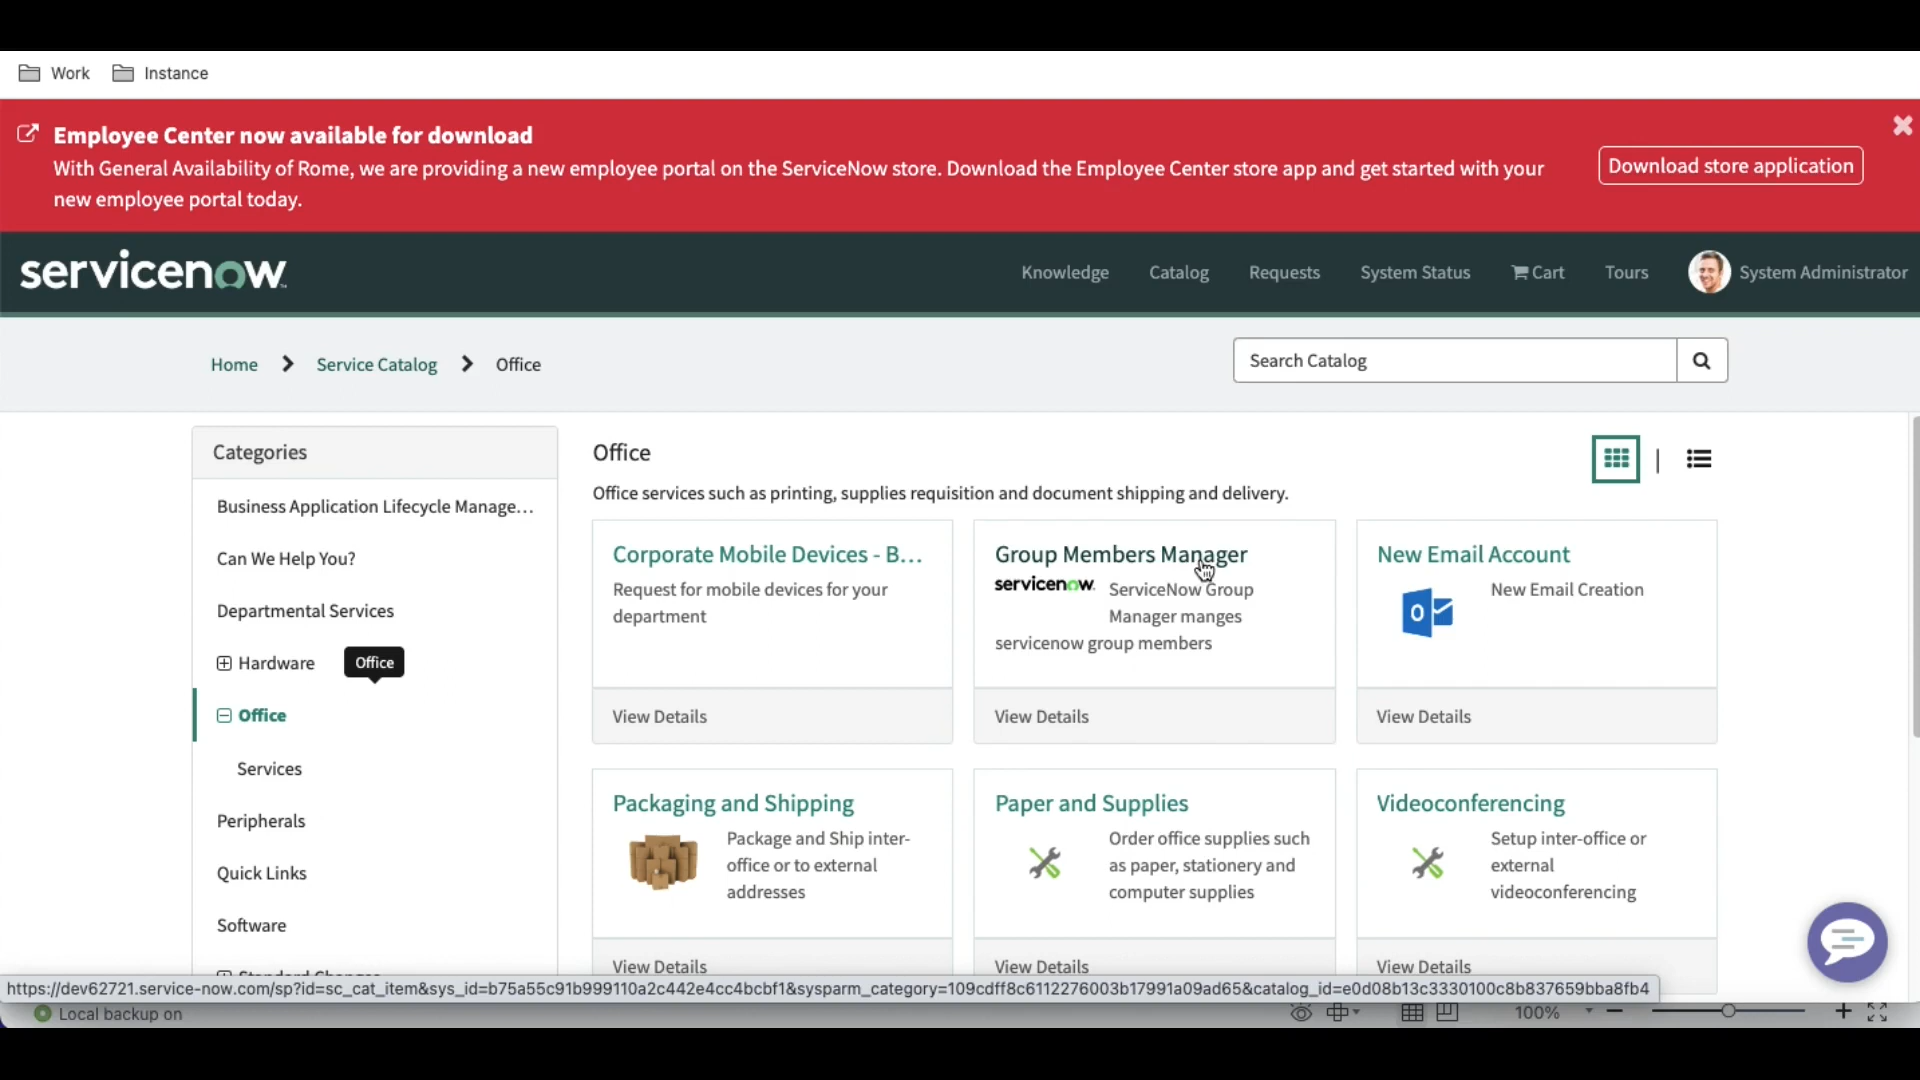 Work
Instance
Employee Center now available for download
With General Availability of Rome, we are providing a new employee portal on the ServiceNow store. Download the Employee Center store app and get started with your
new employee portal today.
Download store application
servicenow
Knowledge
Catalog
Requests
System Status
Cart
Tours
System Administrator
Home
Service Catalog
Office
Search Catalog
Categories
Business Application Lifecycle Manage...
Can We Help You?
Departmental Services
Hardware
Office
Office
Services
Peripherals
Quick Links
Software
Standard Changes
Office
Office services such as printing, supplies requisition and document shipping and delivery.
Corporate Mobile Devices - B...
Request for mobile devices for your
department
View Details
Group Members Manager
servicenow
ServiceNow Group
Manager manges
servicenow group members
View Details
New Email Account
New Email Creation
View Details
Packaging and Shipping
Package and Ship inter-
office or to external
addresses
View Details
Paper and Supplies
Order office supplies such
as paper, stationery and
computer supplies
View Details
Videoconferencing
Setup inter-office or
external
videoconferencing
View Details
https://dev62721.service-now.com/sp?id=sc_cat_item&sys_id=b75a55c91b999110a2c442e4cc4bcbf1&sysparm_category=109cdff8c6112276003b17991a09ad65&catalog_id=e0d08b13c3330100c8b837659bba8fb4
Local backup on
100%